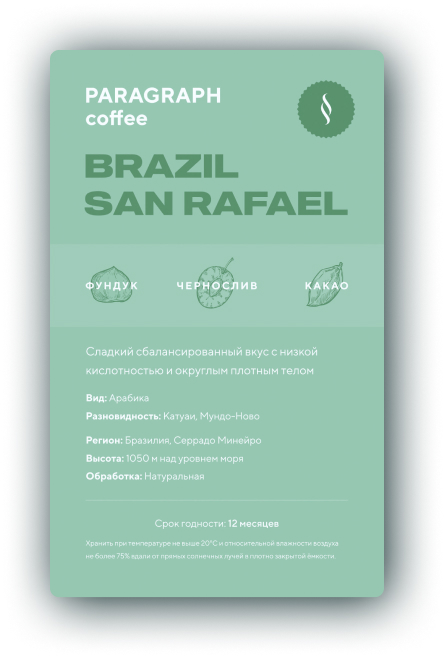 PARAGRAPH
coffee
BRAZIL
SAN RAFAEL
ФУНДУК ЧЕРНОСЛИВ КАКАО
Сладкий сбалансированный вкус с низкой
кислотностью и округлым плотным телом
Вид: Арабика
Разновидность: Катуаи, Мундо-Ново
Регион: Бразилия, Серрадо Минейро
Высота: 1050 м над уровнем моря
Обработка: Натуральная
Срок годности: 12 месяцев
Хранить при температуре не выше 20°С и относительной влажности воздуха
не более 75% вдали от прямых солнечных лучей в плотно закрытой ёмкости.